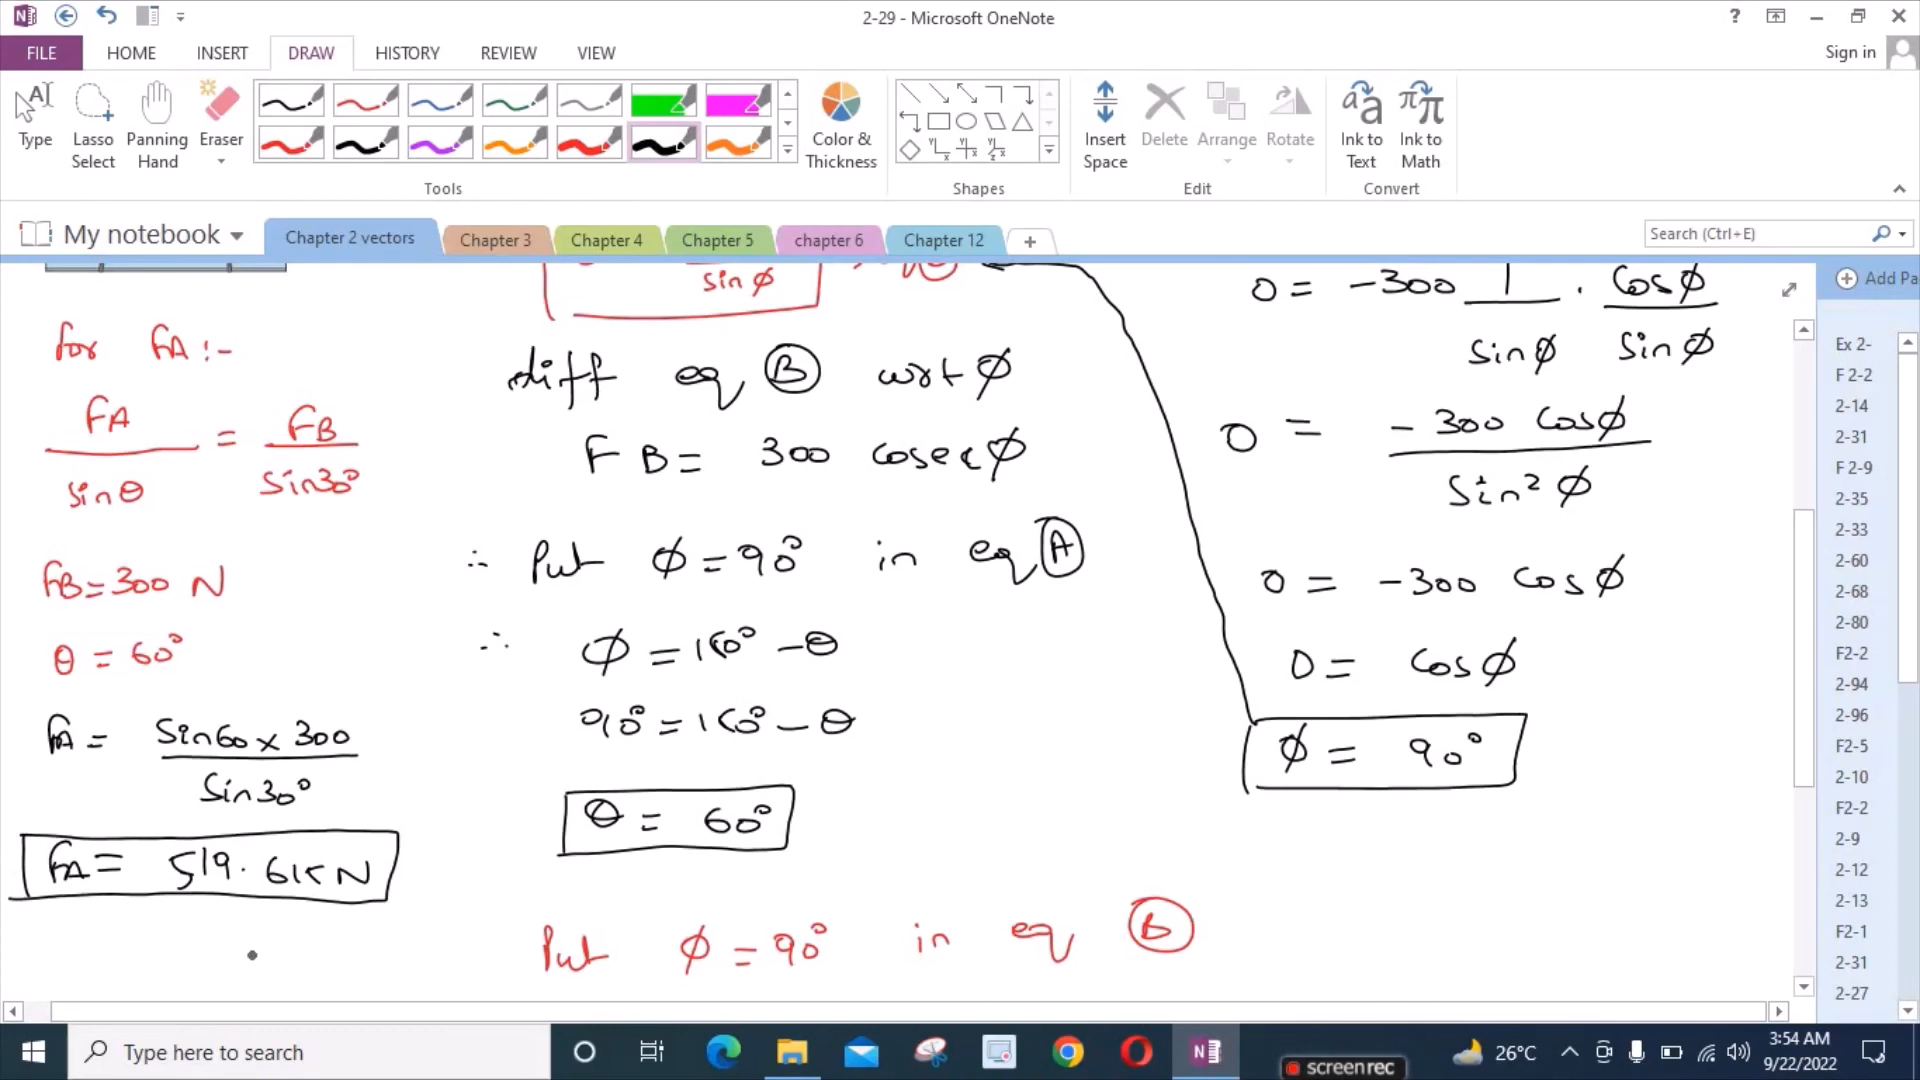 2-29 - Microsoft OneNote
FILE HOME INSERT DRAW HISTORY REVIEW VIEW
Sign in
Type
Lasso Select
Panning Hand
Eraser
Color & Thickness
Insert Space
Delete
Arrange
Rotate
Ink to Text
Ink to Math
Tools Shapes Edit Convert
My notebook
Chapter 2 vectors Chapter 3 Chapter 4 Chapter 5 chapter 6 Chapter 12
Search (Ctrl+E)
Add Pa
for FA :-
FA / sinθ = FB / sin30°
FB = 300 N
θ = 60°
FA = Sin60 x 300 / Sin30°
FA = 519.615 N
sin φ
diff eq B wrt φ
FB = 300 cosec φ
∴ Put φ = 90° in eq A
∴ φ = 150° - θ
90° = 150° - θ
θ = 60°
Put φ = 90° in eq B
0 = -300 1 / sinφ . cosφ / sinφ
0 = -300 cosφ / sin² φ
0 = -300 cosφ
0 = cosφ
φ = 90°
Ex 2-
F 2-2
2-14
2-31
F 2-9
2-35
2-33
2-60
2-68
2-80
F2-2
2-94
2-96
F2-5
2-10
F2-2
2-9
2-12
2-13
F2-1
2-31
2-27
Type here to search
screenrec
26°C
3:54 AM
9/22/2022